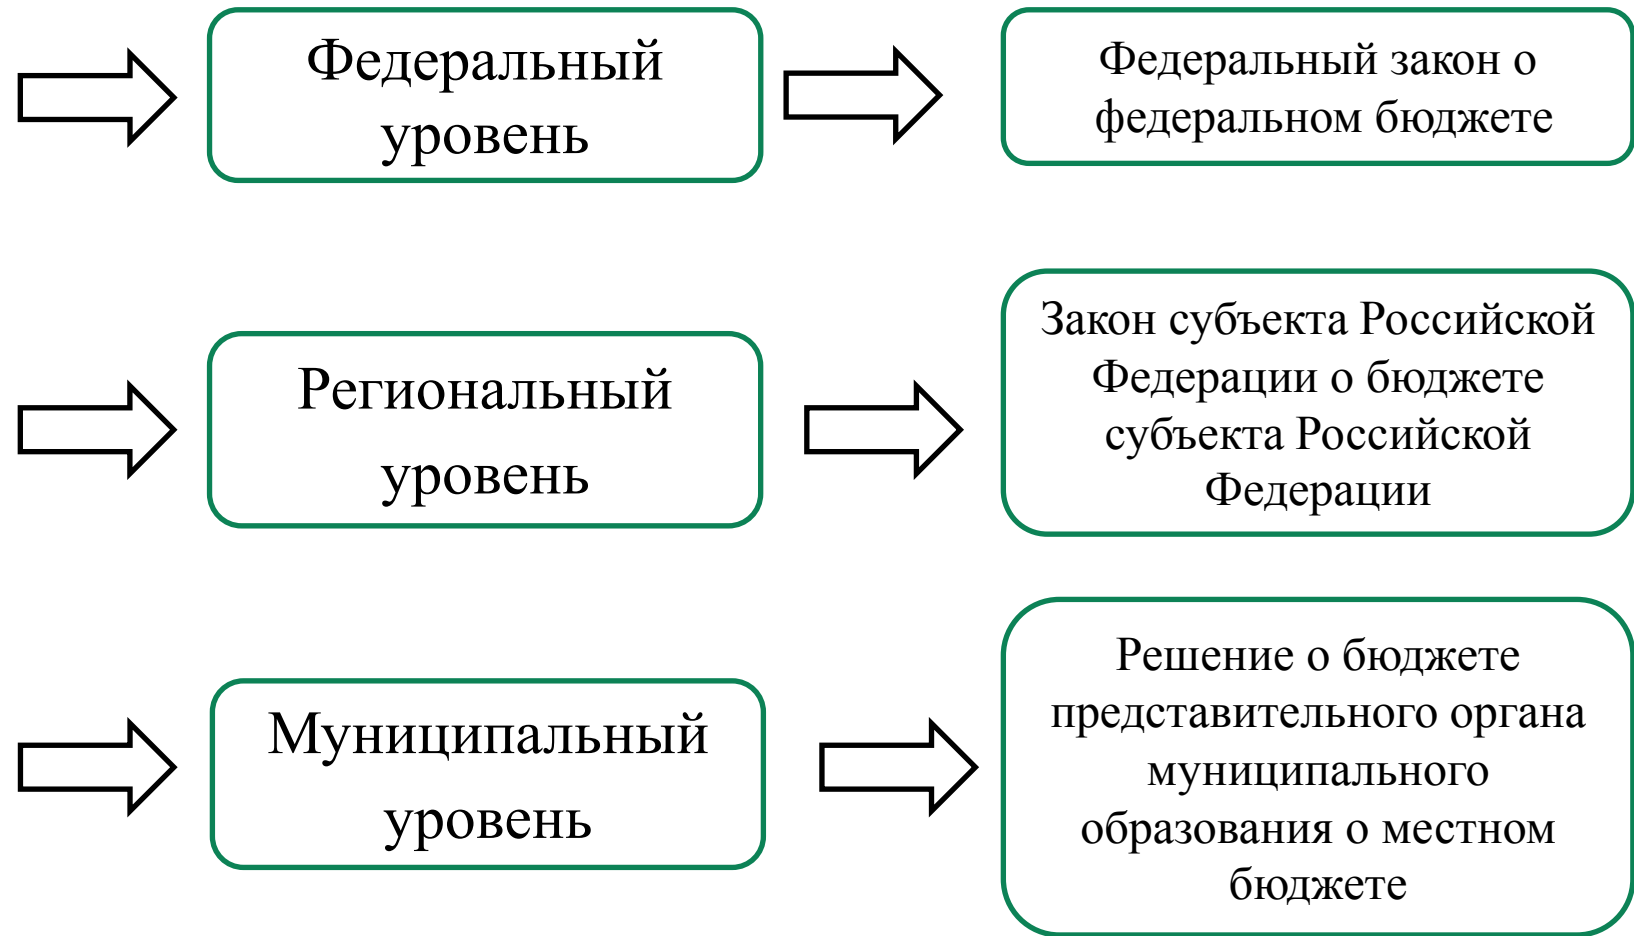 Федеральный
уровень
Федеральный закон о
федеральном бюджете
Региональный
уровень
Закон субъекта Российской
Федерации о бюджете
субъекта Российской
Федерации
Муниципальный
уровень
Решение о бюджете
представительного органа
муниципального
образования о местном
бюджете